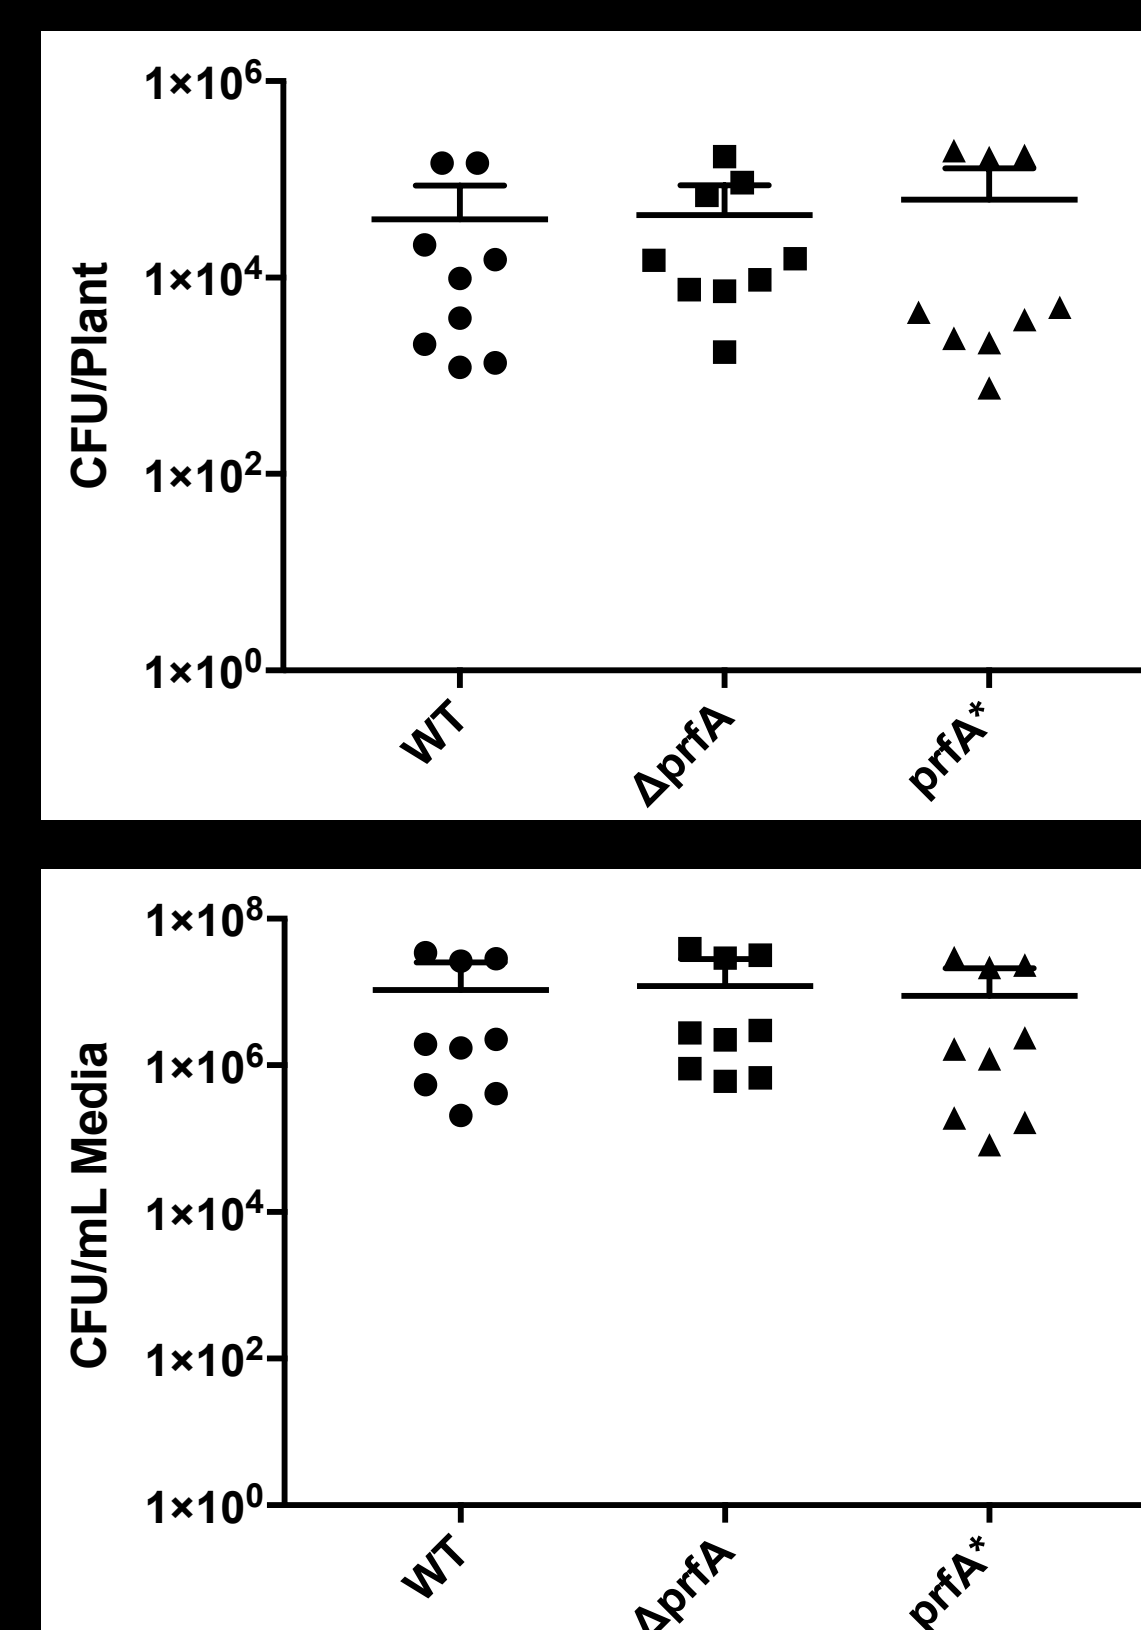 1×10⁶
1×10⁴
1×10²
1×10⁰
CFU/Plant
WT
ΔprfA
prfA*
1×10⁸
1×10⁶
1×10⁴
1×10²
1×10⁰
CFU/mL Media
WT
ΔprfA
prfA*